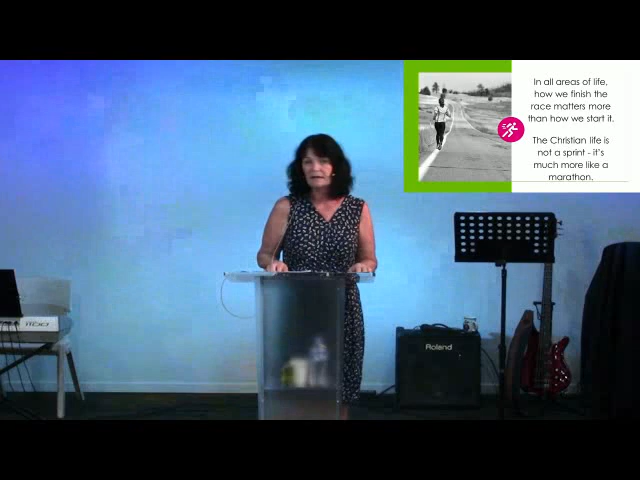 In all areas of life,
how we finish the
race matters more
than how we start it.
The Christian life is
not a sprint - it's
much more like a
marathon.
Roland